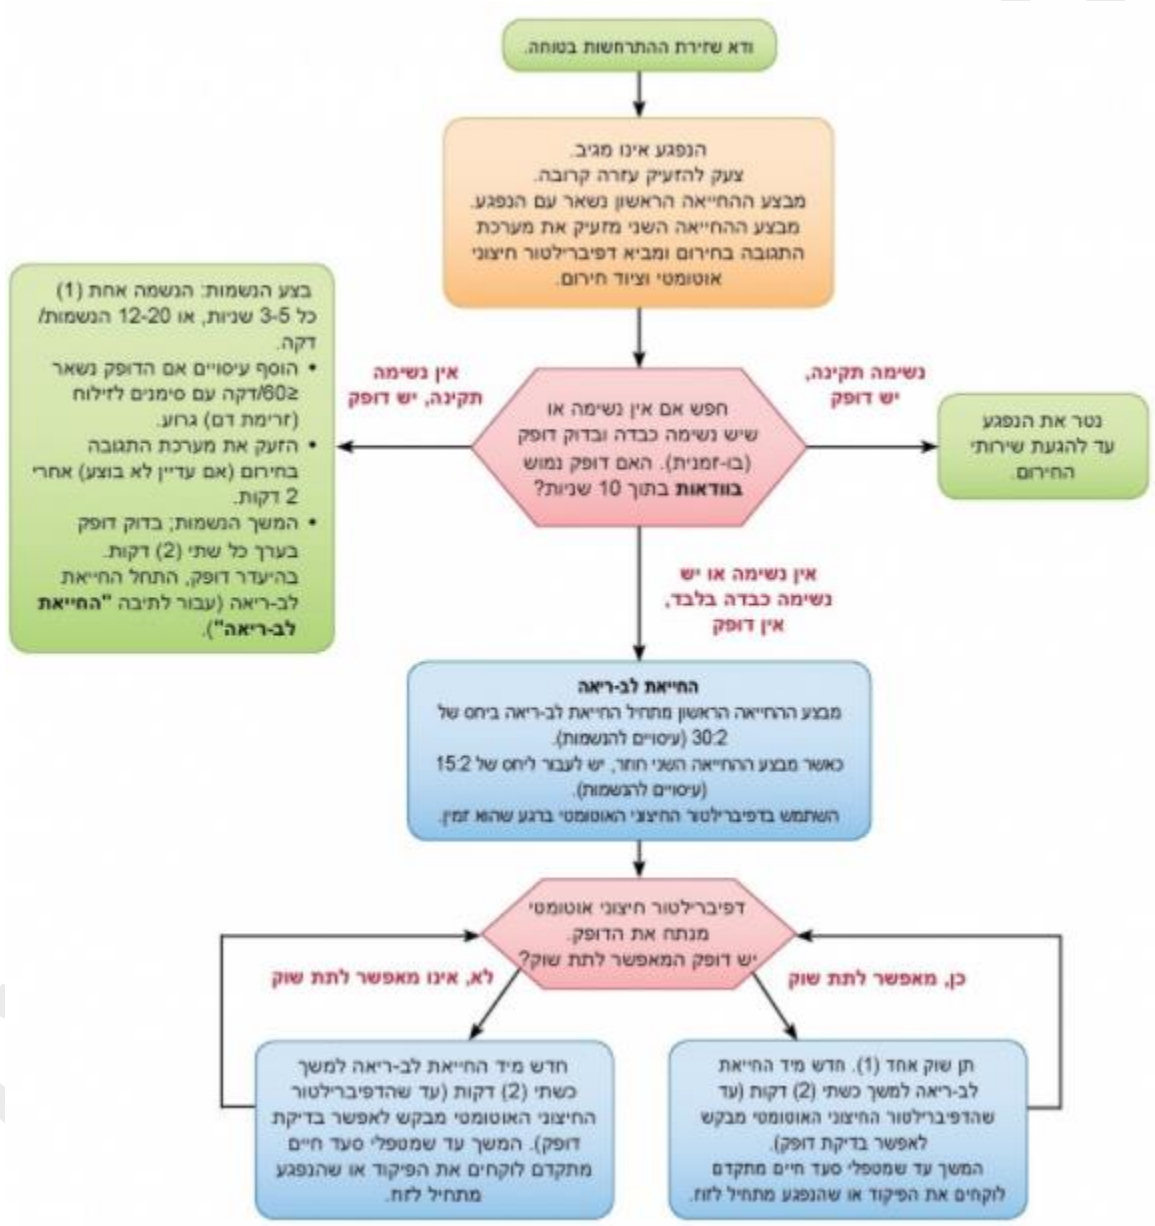 ודא שזירת ההתרחשות בטוחה.
הנפגע אינו מגיב.
צעק להזעיק עזרה קרובה.
מבצע ההחייאה הראשון נשאר עם הנפגע.
מבצע ההחייאה השני מזעיק את מערכת
התגובה בחירום ומביא דפיברילטור חיצוני
אוטומטי וציוד חירום.
נשימה תקינה,
יש דופק
נטר את הנפגע
עד להגעת שירותי
החירום.
חפש אם אין נשימה או
שיש נשימה כבדה ובדוק דופק
(בו-זמנית). האם דופק נמוש
בוודאות בתוך 10 שניות?
אין נשימה
תקינה, יש דופק
בצע הנשמות: הנשמה אחת (1)
כל 3-5 שניות, או 12-20 הנשמות/
דקה.
• הוסף עיסויים אם הדופק נשאר
≤60/דקה עם סימנים לזילוח
(זרימת דם) גרוע.
• הזעק את מערכת התגובה
בחירום (אם עדיין לא בוצע) אחרי
2 דקות.
• המשך הנשמות; בדוק דופק
בערך כל שתי (2) דקות.
בהיעדר דופק, התחל החייאת
לב-ריאה (עבור לתיבה "החייאת
לב-ריאה").
אין נשימה או יש
נשימה כבדה בלבד,
אין דופק
החייאת לב-ריאה
מבצע ההחייאה הראשון מתחיל החייאת לב-ריאה ביחס של
30:2 (עיסויים להנשמות).
כאשר מבצע ההחייאה השני חוזר, יש לעבור ליחס של 15:2
(עיסויים להנשמות).
השתמש בדפיברילטור החיצוני האוטומטי ברגע שהוא זמין.
דפיברילטור חיצוני אוטומטי
מנתח את הדופק.
יש דופק המאפשר לתת שוק?
כן, מאפשר לתת שוק
לא, אינו מאפשר לתת שוק
תן שוק אחד (1). חדש מיד החייאת
לב-ריאה למשך כשתי (2) דקות (עד
שהדפיברילטור החיצוני האוטומטי מבקש
לאפשר בדיקת דופק).
המשך עד שמטפלי סעד חיים מתקדם
לוקחים את הפיקוד או שהנפגע מתחיל לזוז.
חדש מיד החייאת לב-ריאה למשך
כשתי (2) דקות (עד שהדפיברילטור
החיצוני האוטומטי מבקש לאפשר בדיקת
דופק). המשך עד שמטפלי סעד חיים
מתקדם לוקחים את הפיקוד או שהנפגע
מתחיל לזוז.